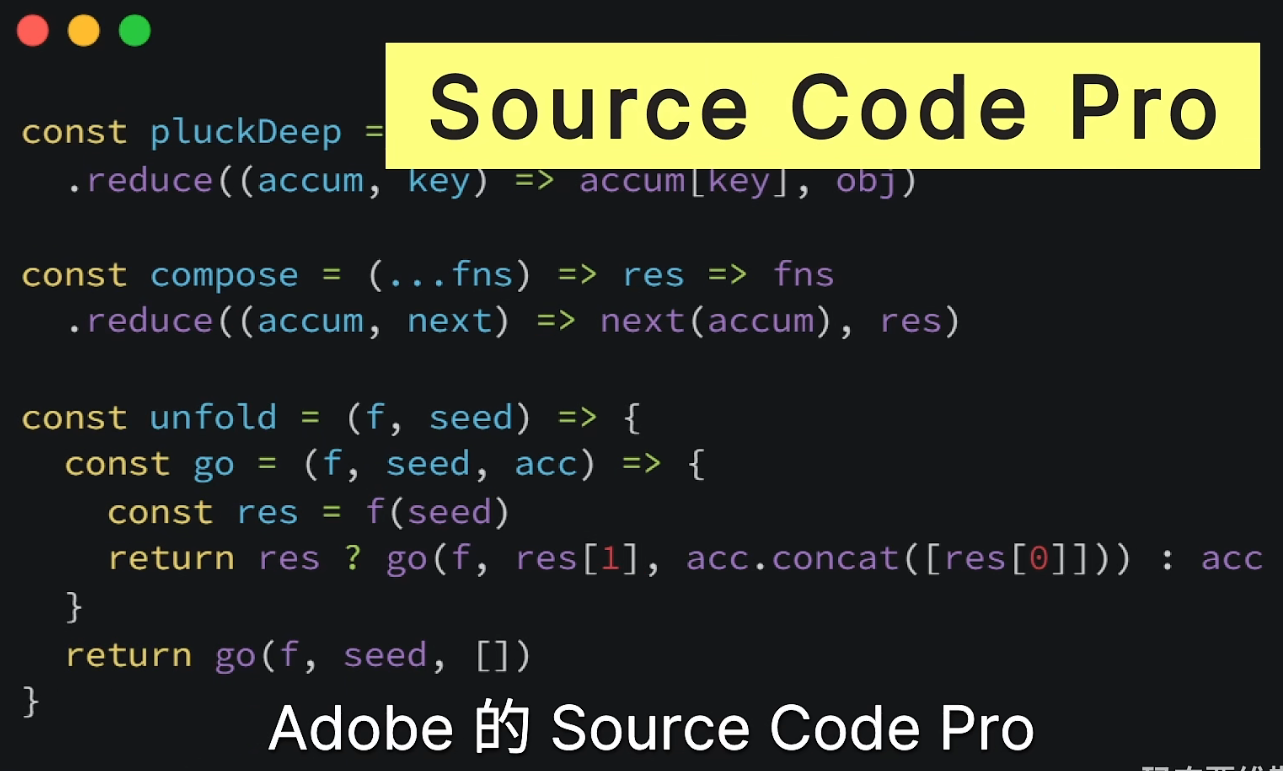 Source Code Pro
const pluckDeep =
  .reduce((accum, key) => accum[key], obj)
const compose = (...fns) => res => fns
  .reduce((accum, next) => next(accum), res)
const unfold = (f, seed) => {
  const go = (f, seed, acc) => {
    const res = f(seed)
    return res ? go(f, res[1], acc.concat([res[0]])) : acc
  }
  return go(f, seed, [])
}
Adobe 的 Source Code Pro